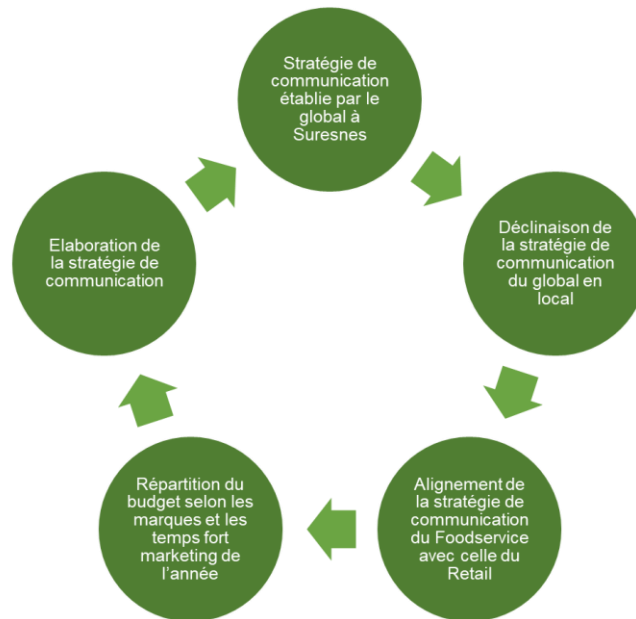 Stratégie de
communication
établie par le
global à
Suresnes
Déclinaison de
la stratégie de
communication
du global en
local
Alignement de
la stratégie de
communication
du Foodservice
avec celle du
Retail
Répartition du
budget selon les
marques et les
temps fort
marketing de
l'année
Elaboration de
la stratégie de
communication